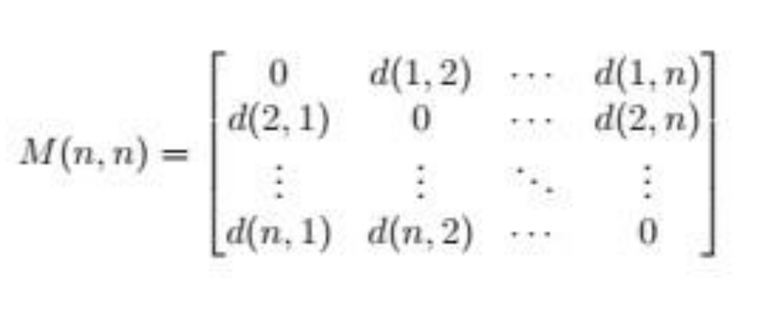 0 d(1,2) ⋯ d(1,n)
d(2,1) 0 ⋯ d(2,n)
M(n,n) =
⋮ ⋮ ⋱ ⋮
d(n,1) d(n,2) ⋯ 0